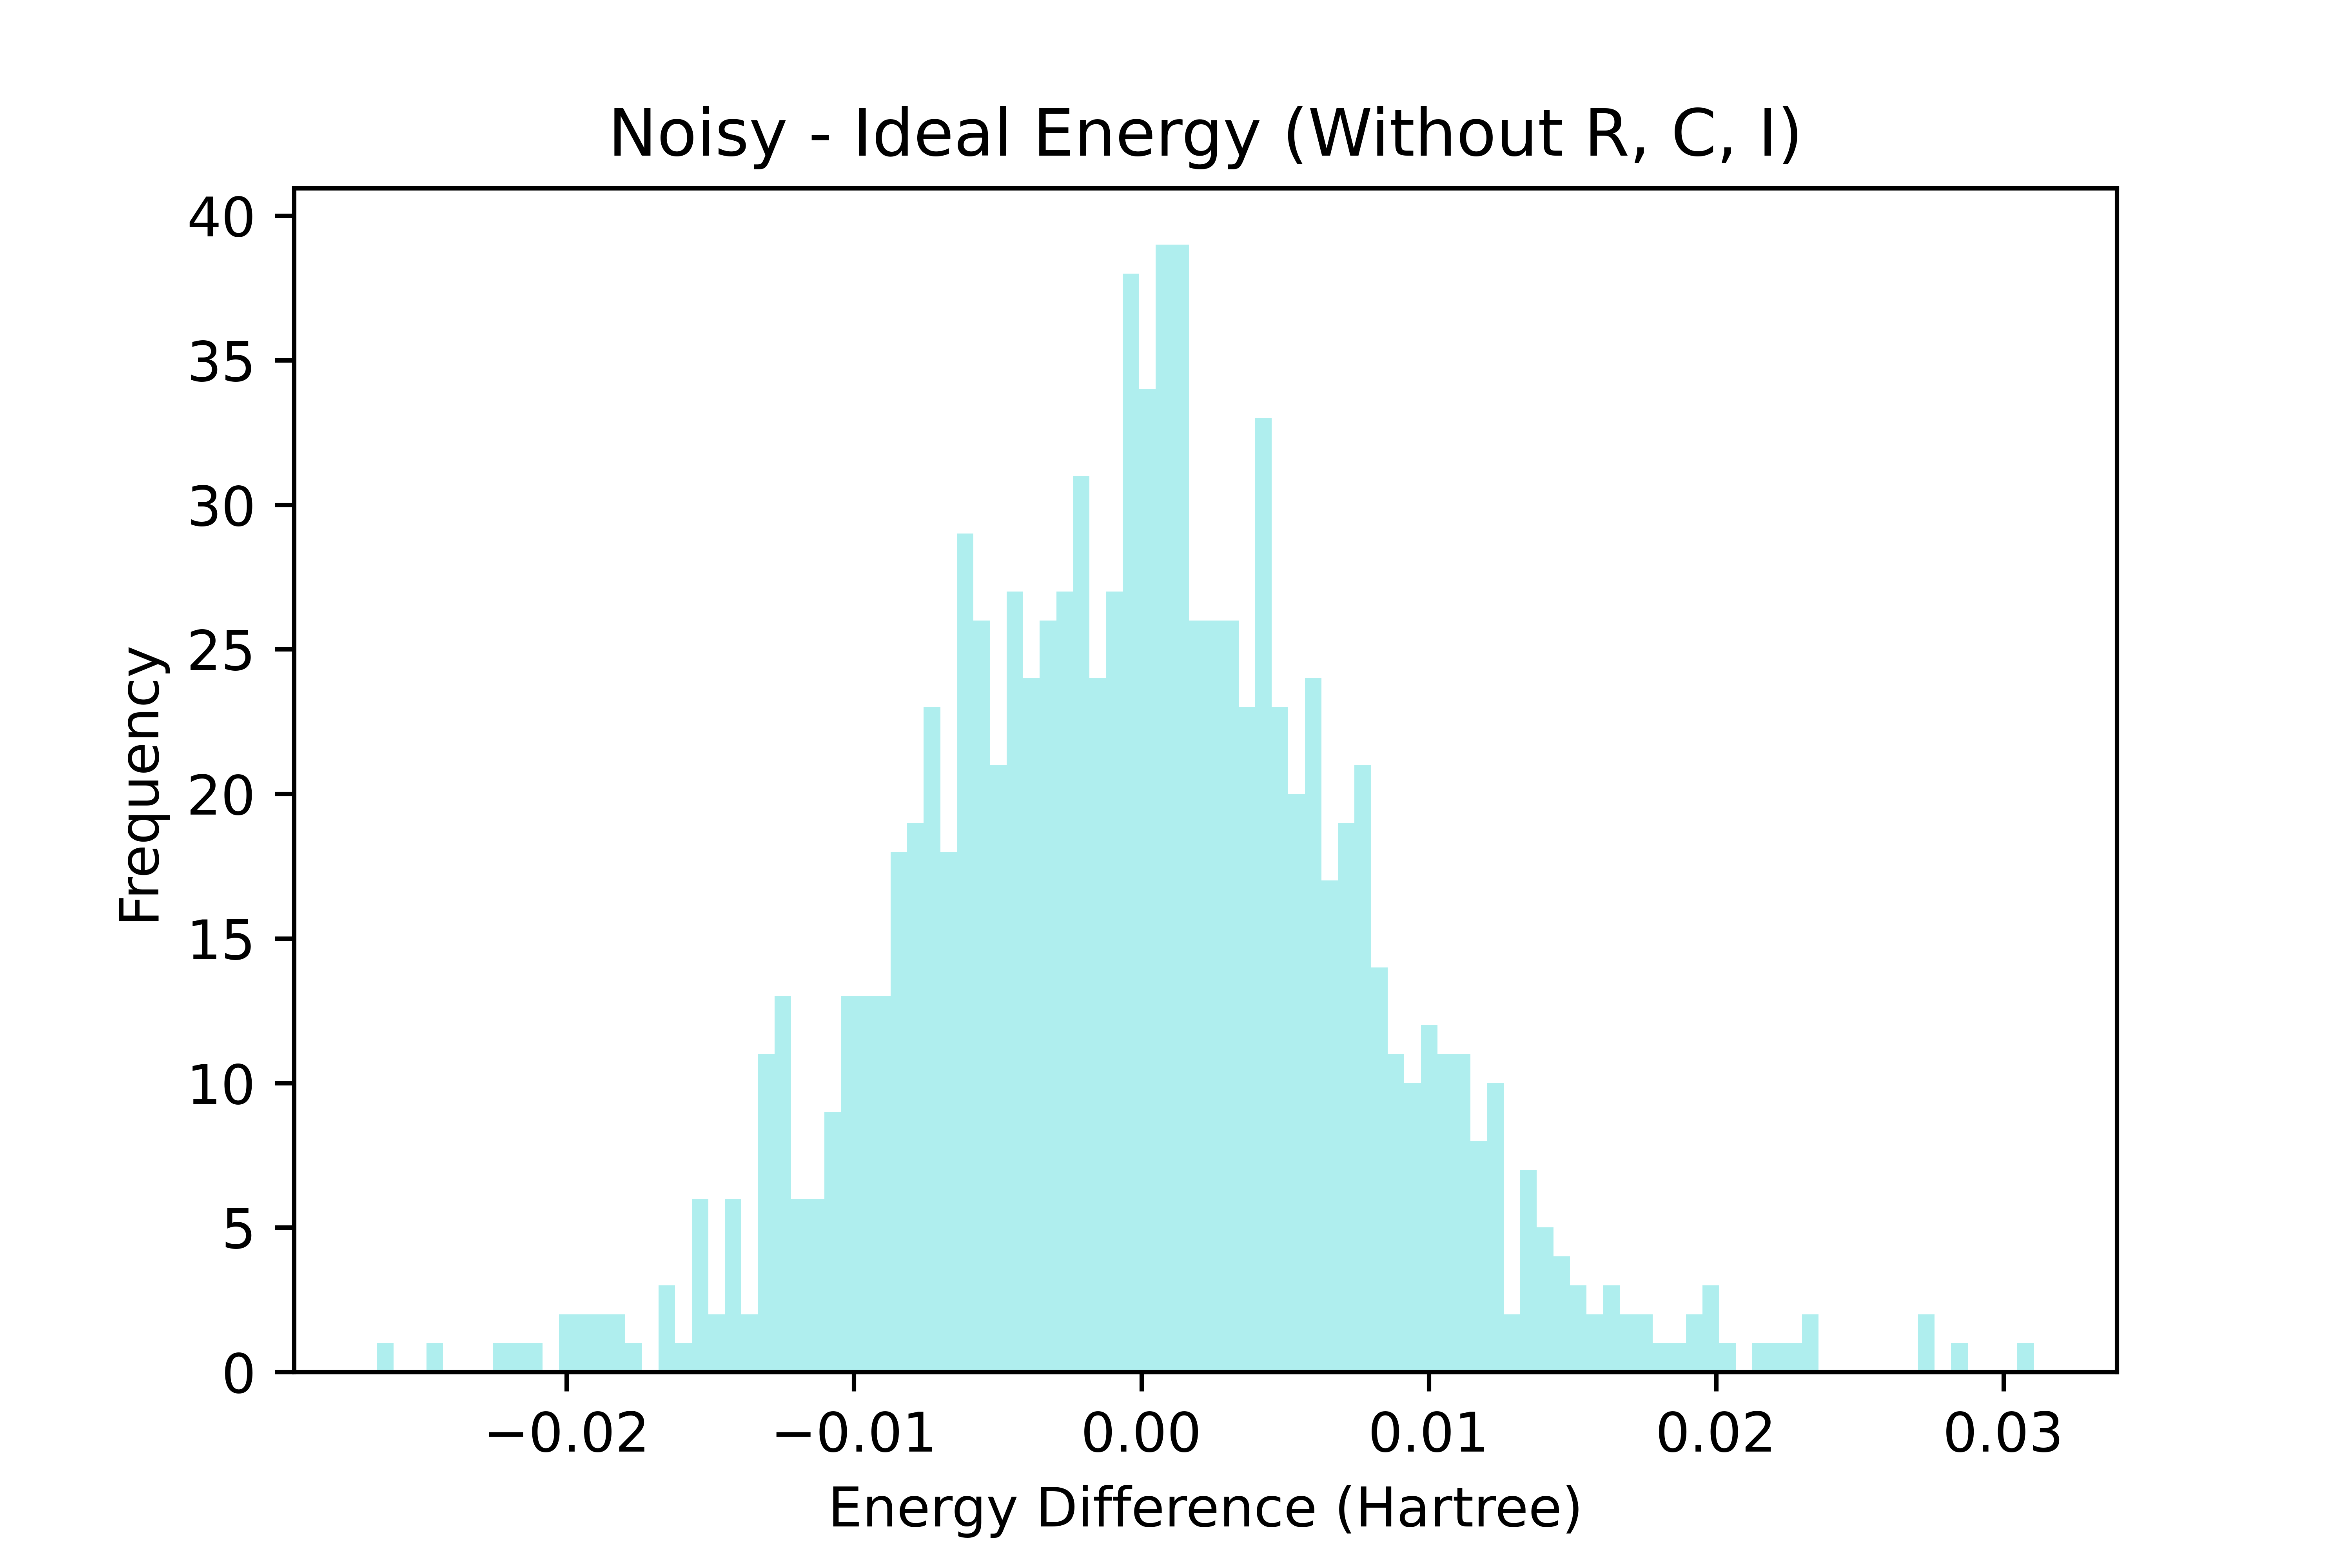 Noisy - Ideal Energy (Without R, C, I)
40
35
30
25
20
15
10
5
0
Frequency
−0.02 −0.01 0.00 0.01 0.02 0.03
Energy Difference (Hartree)